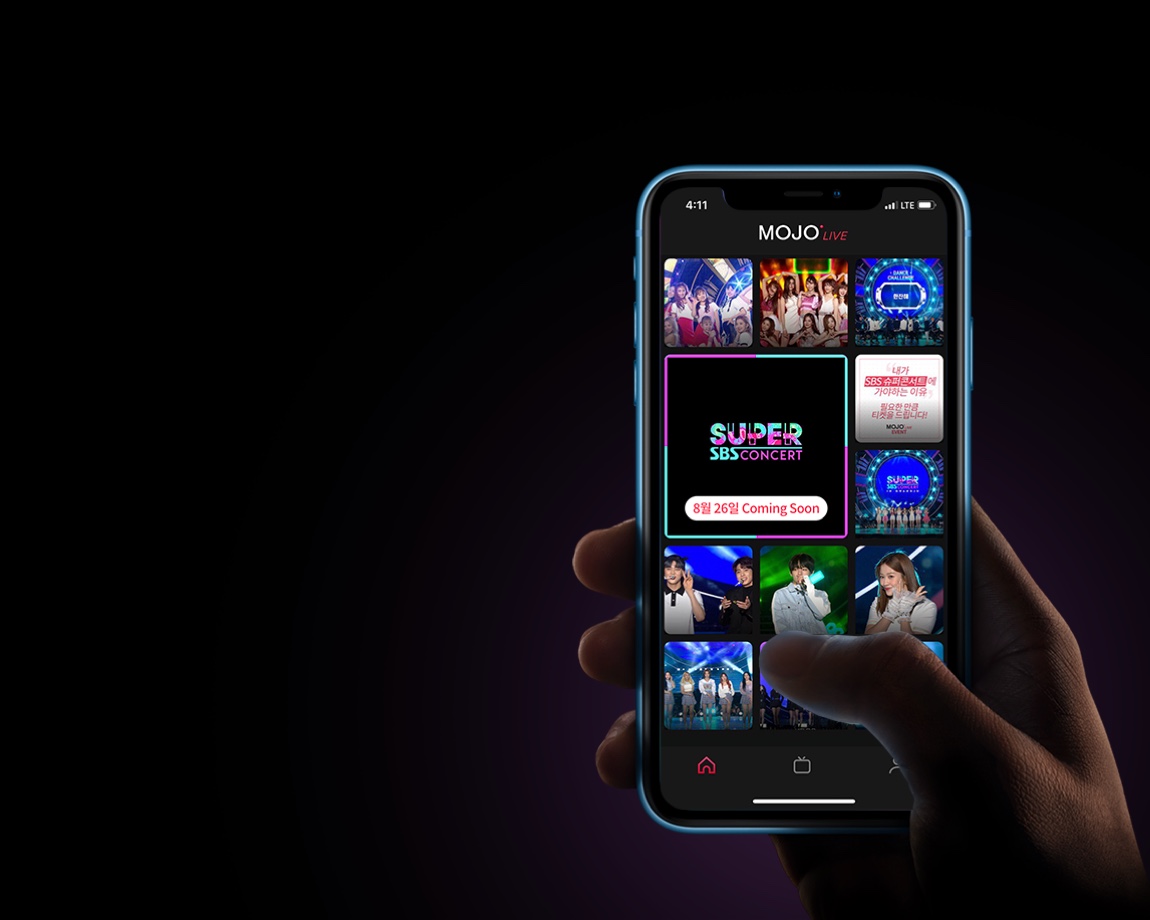 4:11
LTE
MOJO LIVE
DANCE
CHALLENGE
내가
SBS 슈퍼콘서트에
가야하는 이유
필요한 만큼
티켓을 드립니다!
MOJO LIVE
EVENT
SUPER
SBS CONCERT
8월 26일 Coming Soon
SUPER
SBS CONCERT